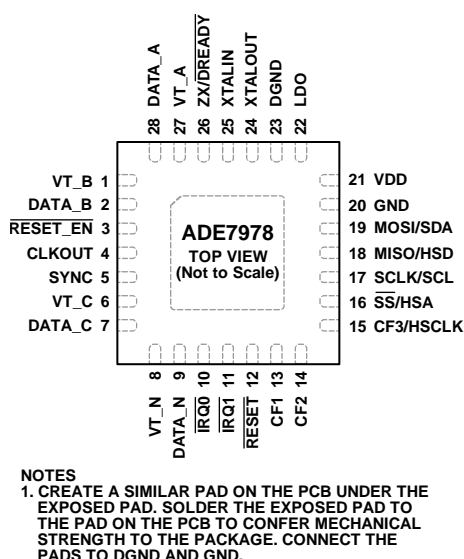 28 DATA_A
27 VT_A
26 ZX/DREADY
25 XTALIN
24 XTALOUT
23 DGND
22 LDO
VT_B 1
DATA_B 2
RESET_EN 3
CLKOUT 4
SYNC 5
VT_C 6
DATA_C 7
ADE7978
TOP VIEW
(Not to Scale)
21 VDD
20 GND
19 MOSI/SDA
18 MISO/HSD
17 SCLK/SCL
16 SS/HSA
15 CF3/HSCLK
VT_N 8
DATA_N 9
IRQ0 10
IRQ1 11
RESET 12
CF1 13
CF2 14
NOTES
1. CREATE A SIMILAR PAD ON THE PCB UNDER THE
EXPOSED PAD. SOLDER THE EXPOSED PAD TO
THE PAD ON THE PCB TO CONFER MECHANICAL
STRENGTH TO THE PACKAGE. CONNECT THE
PADS TO DGND AND GND.